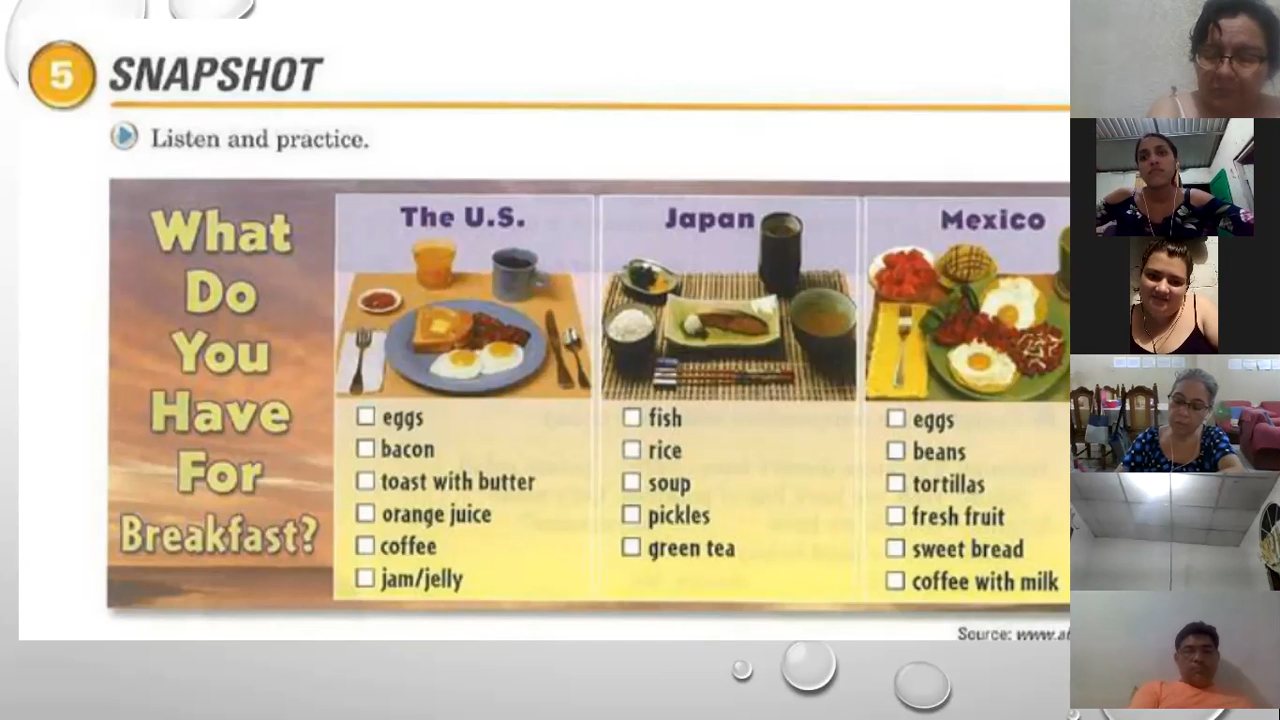 5 SNAPSHOT
Listen and practice.
What
Do
You
Have
For
Breakfast?
The U.S.
eggs
bacon
toast with butter
orange juice
coffee
jam/jelly
Japan
fish
rice
soup
pickles
green tea
Mexico
eggs
beans
tortillas
fresh fruit
sweet bread
coffee with milk
Source: